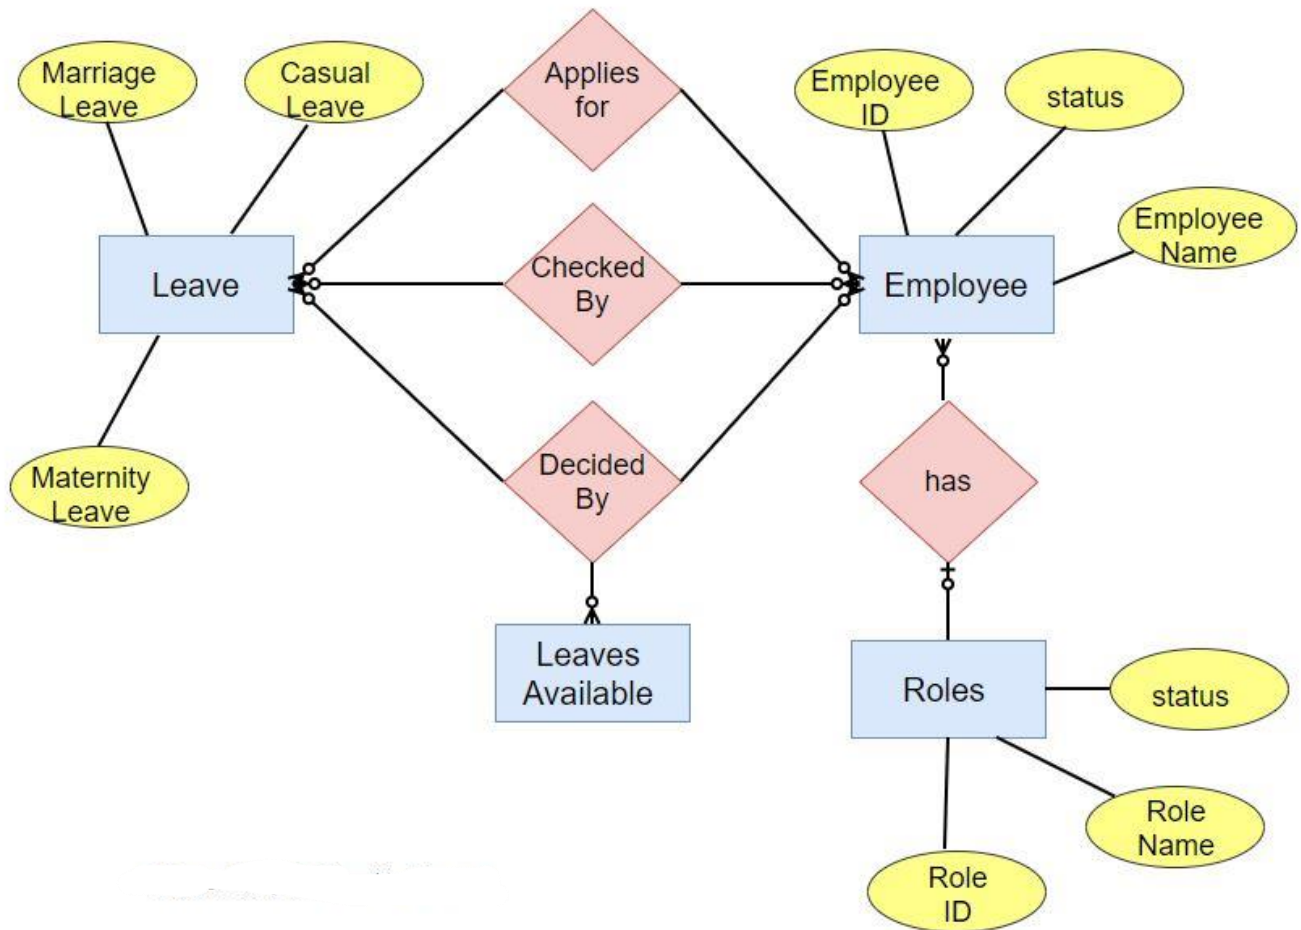 Marriage
Leave
Casual
Leave
Applies
for
Employee
ID
status
Employee
Name
Leave
Checked
By
Employee
Maternity
Leave
Decided
By
has
Leaves
Available
Roles
status
Role
Name
Role
ID